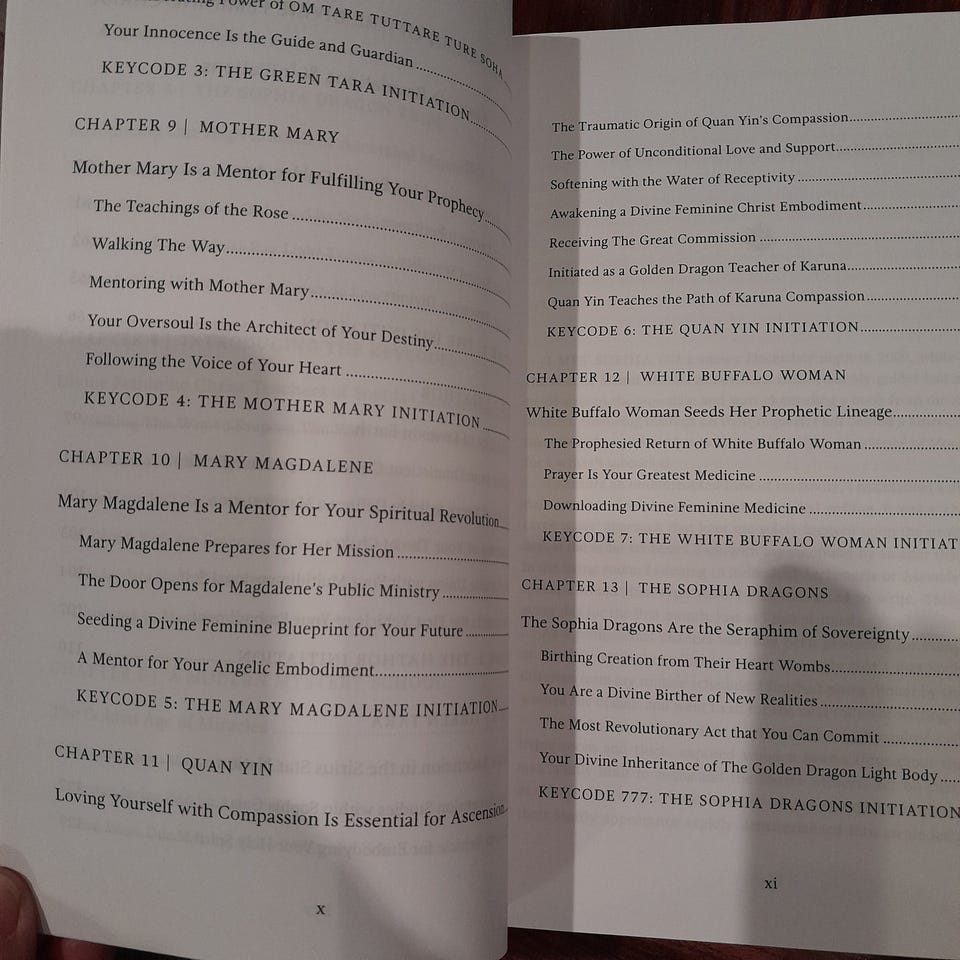 Power of OM TARE TUTTARE TURE SOHA
Your Innocence Is the Guide and Guardian
KEYCODE 3: THE GREEN TARA INITIATION
CHAPTER 9 | MOTHER MARY
Mother Mary Is a Mentor for Fulfilling Your Prophecy
The Teachings of the Rose
Walking The Way
Mentoring with Mother Mary
Your Oversoul Is the Architect of Your Destiny
Following the Voice of Your Heart
KEYCODE 4: THE MOTHER MARY INITIATION
CHAPTER 10 | MARY MAGDALENE
Mary Magdalene Is a Mentor for Your Spiritual Revolution
Mary Magdalene Prepares for Her Mission
The Door Opens for Magdalene's Public Ministry
Seeding a Divine Feminine Blueprint for Your Future
A Mentor for Your Angelic Embodiment
KEYCODE 5: THE MARY MAGDALENE INITIATION
CHAPTER 11 | QUAN YIN
Loving Yourself with Compassion Is Essential for Ascension
x
The Traumatic Origin of Quan Yin's Compassion
The Power of Unconditional Love and Support
Softening with the Water of Receptivity
Awakening a Divine Feminine Christ Embodiment
Receiving The Great Commission
Initiated as a Golden Dragon Teacher of Karuna
Quan Yin Teaches the Path of Karuna Compassion
KEYCODE 6: THE QUAN YIN INITIATION
CHAPTER 12 | WHITE BUFFALO WOMAN
White Buffalo Woman Seeds Her Prophetic Lineage
The Prophesied Return of White Buffalo Woman
Prayer Is Your Greatest Medicine
Downloading Divine Feminine Medicine
KEYCODE 7: THE WHITE BUFFALO WOMAN INITIAT
CHAPTER 13 | THE SOPHIA DRAGONS
The Sophia Dragons Are the Seraphim of Sovereignty
Birthing Creation from Their Heart Wombs
You Are a Divine Birther of New Realities
The Most Revolutionary Act that You Can Commit
Your Divine Inheritance of The Golden Dragon Light Body
KEYCODE 777: THE SOPHIA DRAGONS INITIATION
xi